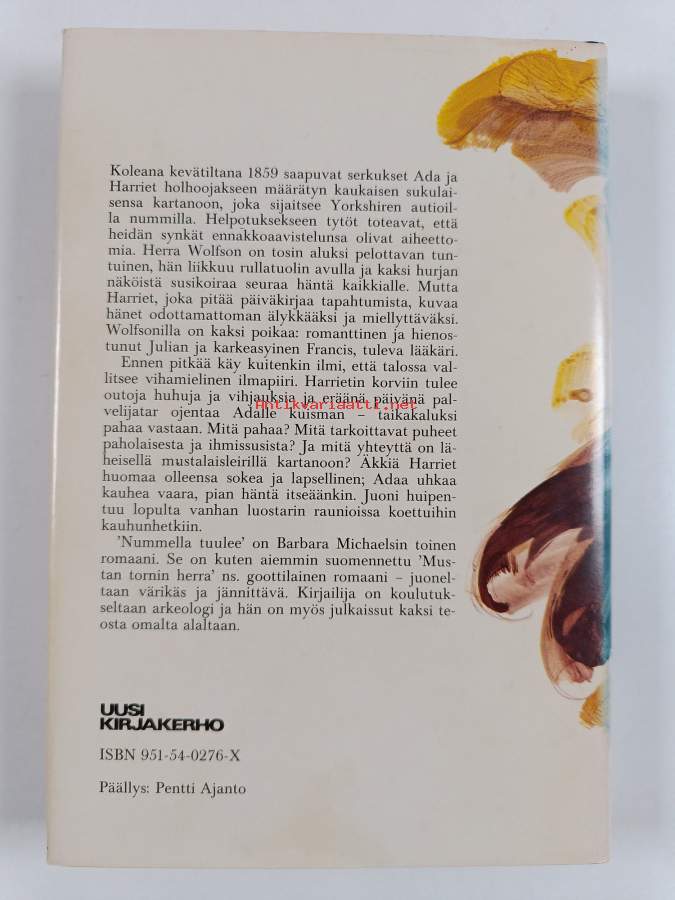 Koleana kevätiltana 1859 saapuvat serkukset Ada ja
Harriet holhoojakseen määrätyn kaukaisen sukulai-
sensa kartanoon, joka sijaitsee Yorkshiren autioil-
la nummilla. Helpotuksekseen tytöt toteavat, että
heidän synkät ennakkoaavistelunsa olivat aiheetto-
mia. Herra Wolfson on tosin aluksi pelottavan tun-
tuinen, hän liikkuu rullatuolin avulla ja kaksi hurjan
näköistä susikoiraa seuraa häntä kaikkialle. Mutta
Harriet, joka pitää päiväkirjaa tapahtumista, kuvaa
hänet odottamattoman älykkääksi ja miellyttäväksi.
Wolfsonilla on kaksi poikaa: romanttinen ja hienos-
tunut Julian ja karkeasyinen Francis, tuleva lääkäri.
Ennen pitkää käy kuitenkin ilmi, että talossa val-
litsee vihamielinen ilmapiiri. Harrietin korviin tulee
outoja huhuja ja vihjauksia ja eräänä päivänä pal-
velijatar ojentaa Adalle kuisman – taikakaluksi
pahaa vastaan. Mitä pahaa? Mitä tarkoittavat puheet
paholaisesta ja ihmissusista? Ja mitä yhteyttä on lä-
heisellä mustalaisleirillä kartanoon? Äkkiä Harriet
huomaa olleensa sokea ja lapsellinen; Adaa uhkaa
kauhea vaara, pian häntä itseäänkin. Juoni huipen-
tuu lopulta vanhan luostarin raunioissa koettuihin
kauhunhetkiin.
'Nummella tuulee' on Barbara Michaelsin toinen
romaani. Se on kuten aiemmin suomennettu 'Mus-
tan tornin herra' ns. goottilainen romaani – juonel-
taan värikäs ja jännittävä. Kirjailija on koulutuk-
seltaan arkeologi ja hän on myös julkaissut kaksi te-
osta omalta alaltaan.
Antikvariaatti.net
UUSI
KIRJAKERHO
ISBN 951-54-0276-X
Päällys: Pentti Ajanto